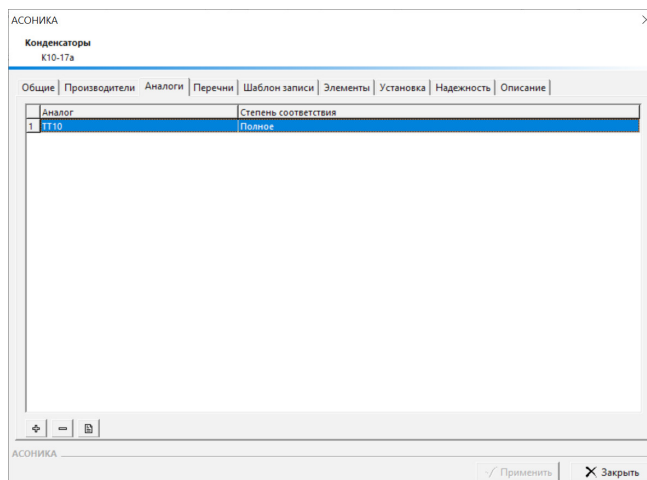 АСОНИКА
Конденсаторы
К10-17а
Общие Производители Аналоги Перечни Шаблон записи Элементы Установка Надежность Описание
Аналог Степень соответствия
1 ТТ10 Полное
АСОНИКА
Применить Закрыть